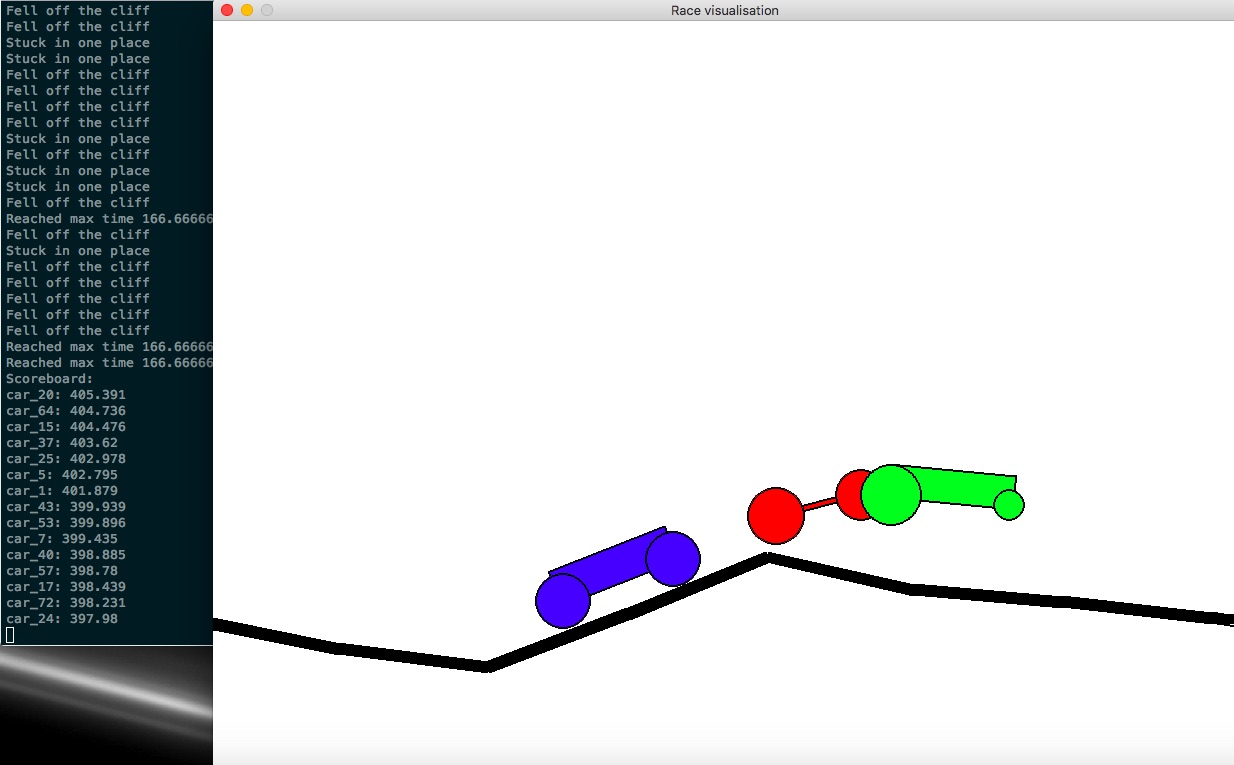 Fell off the cliff
Fell off the cliff
Stuck in one place
Stuck in one place
Fell off the cliff
Fell off the cliff
Fell off the cliff
Fell off the cliff
Stuck in one place
Fell off the cliff
Stuck in one place
Stuck in one place
Fell off the cliff
Reached max time 166.66666
Fell off the cliff
Stuck in one place
Fell off the cliff
Fell off the cliff
Fell off the cliff
Fell off the cliff
Fell off the cliff
Reached max time 166.66666
Reached max time 166.66666
Scoreboard:
car_20: 405.391
car_64: 404.736
car_15: 404.476
car_37: 403.62
car_25: 402.978
car_5: 402.795
car_1: 401.879
car_43: 399.939
car_53: 399.896
car_7: 399.435
car_40: 398.885
car_57: 398.78
car_17: 398.439
car_72: 398.231
car_24: 397.98
Race visualisation